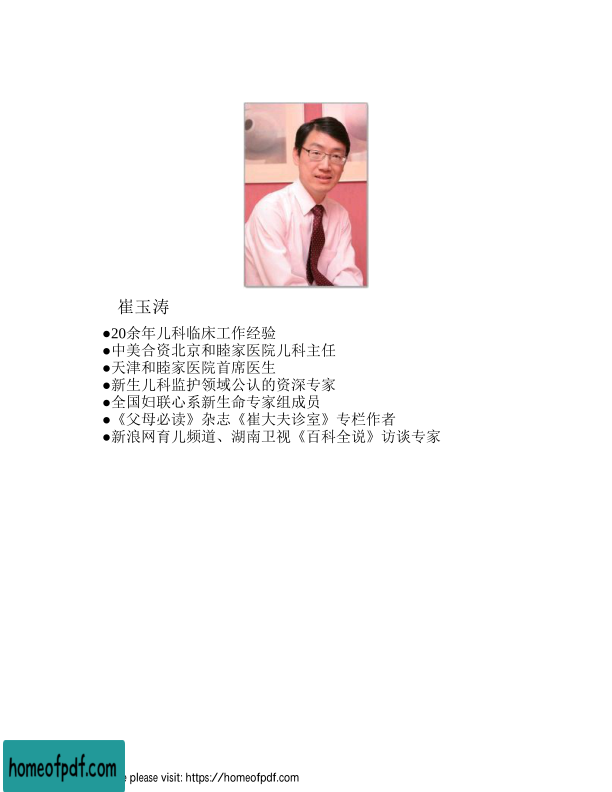 崔玉涛
●20余年儿科临床工作经验
●中美合资北京和睦家医院儿科主任
●天津和睦家医院首席医生
●新生儿科监护领域公认的资深专家
●全国妇联心系新生命专家组成员
●《父母必读》杂志《崔大夫诊室》专栏作者
●新浪网育儿频道、湖南卫视《百科全说》访谈专家
homeofpdf.com
please visit: https://homeofpdf.com